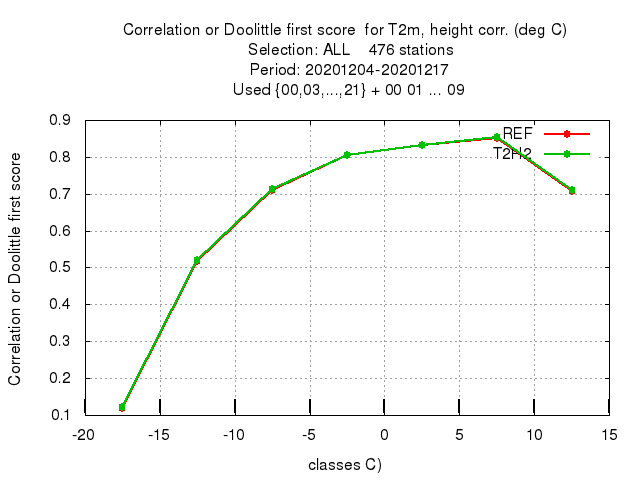 Correlation or Doolittle first score  for T2m, height corr. (deg C)
Selection: ALL    476 stations
Period: 20201204-20201217
Used {00,03,...,21} + 00 01 ... 09
Correlation or Doolittle first score
0.9
0.8
0.7
0.6
0.5
0.4
0.3
0.2
0.1
REF
T2H2
-20
-15
-10
-5
0
5
10
15
classes C)